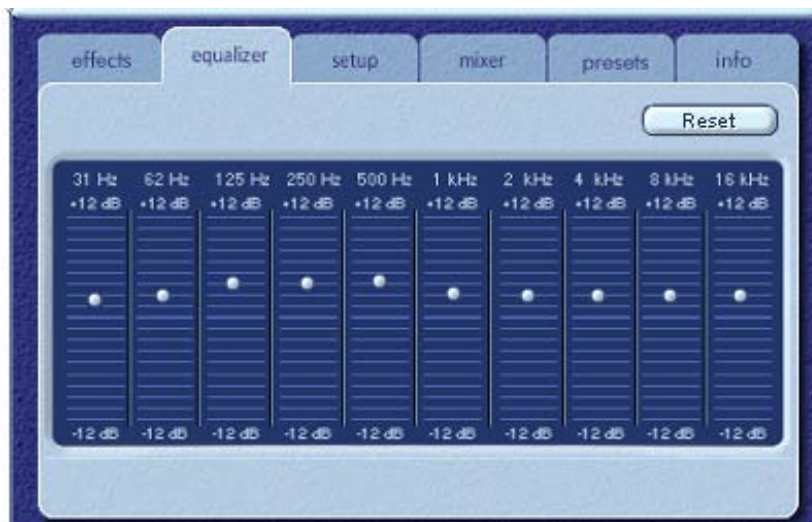 effects equalizer setup mixer presets info
Reset
31 Hz 62 Hz 125 Hz 250 Hz 500 Hz 1 kHz 2 kHz 4 kHz 8 kHz 16 kHz
+12 dB +12 dB +12 dB +12 dB +12 dB +12 dB +12 dB +12 dB +12 dB +12 dB
-12 dB -12 dB -12 dB -12 dB -12 dB -12 dB -12 dB -12 dB -12 dB -12 dB